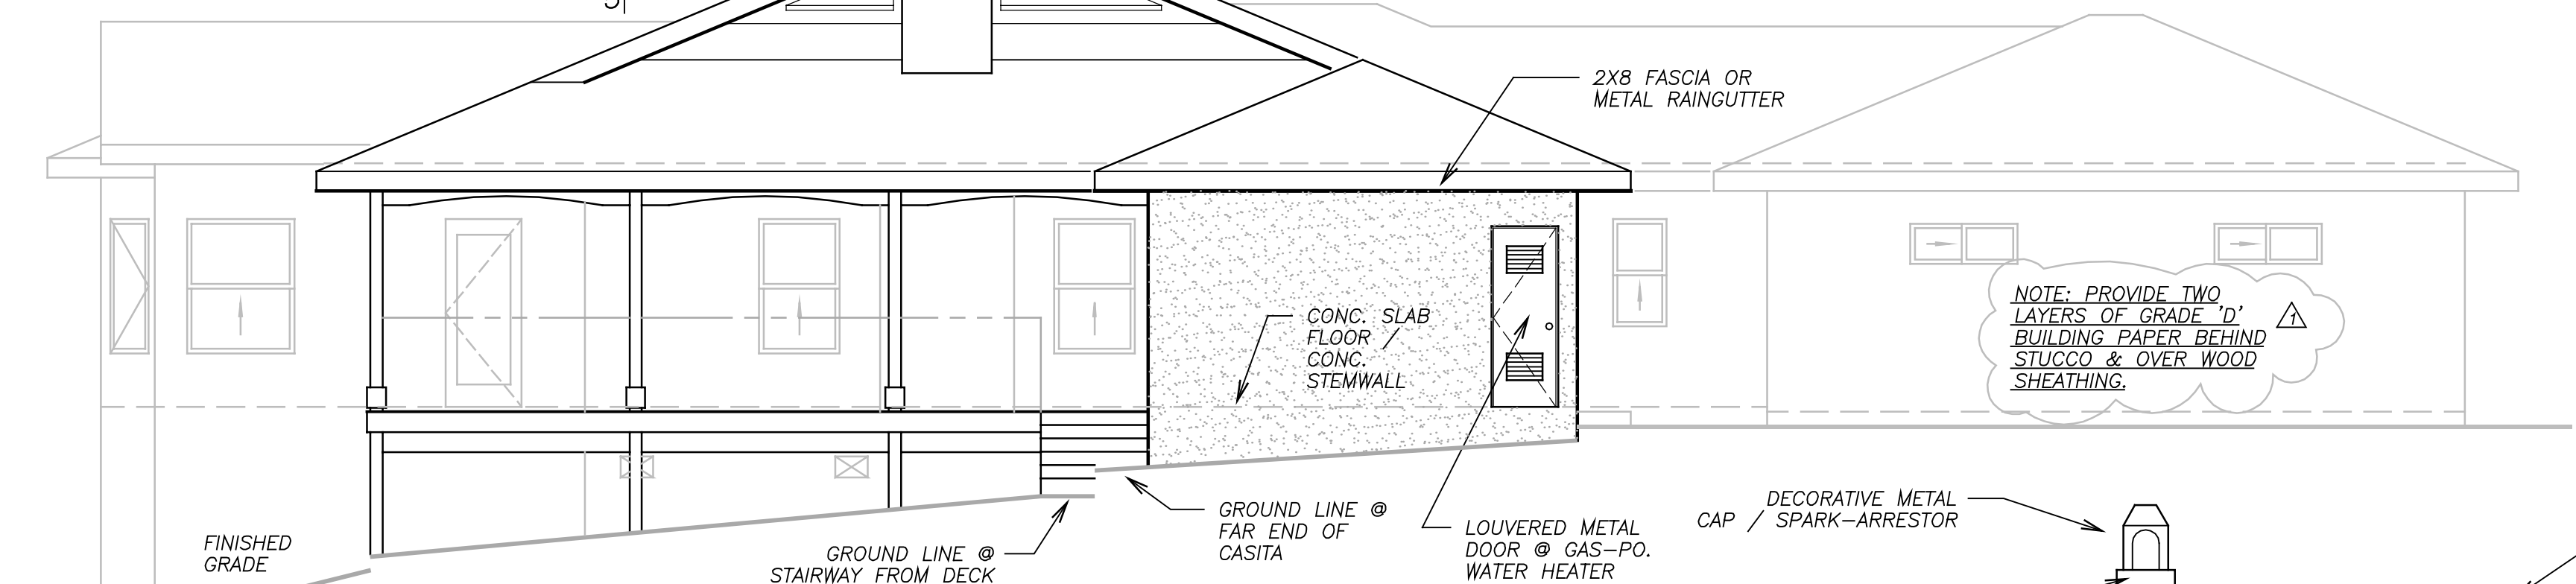 2X8 FASCIA OR
METAL RAINGUTTER
CONC. SLAB
FLOOR /
CONC.
STEMWALL
NOTE: PROVIDE TWO
LAYERS OF GRADE 'D'
BUILDING PAPER BEHIND
STUCCO & OVER WOOD
SHEATHING.
1
FINISHED
GRADE
GROUND LINE @
STAIRWAY FROM DECK
GROUND LINE @
FAR END OF
CASITA
LOUVERED METAL
DOOR @ GAS-PO.
WATER HEATER
DECORATIVE METAL
CAP / SPARK-ARRESTOR